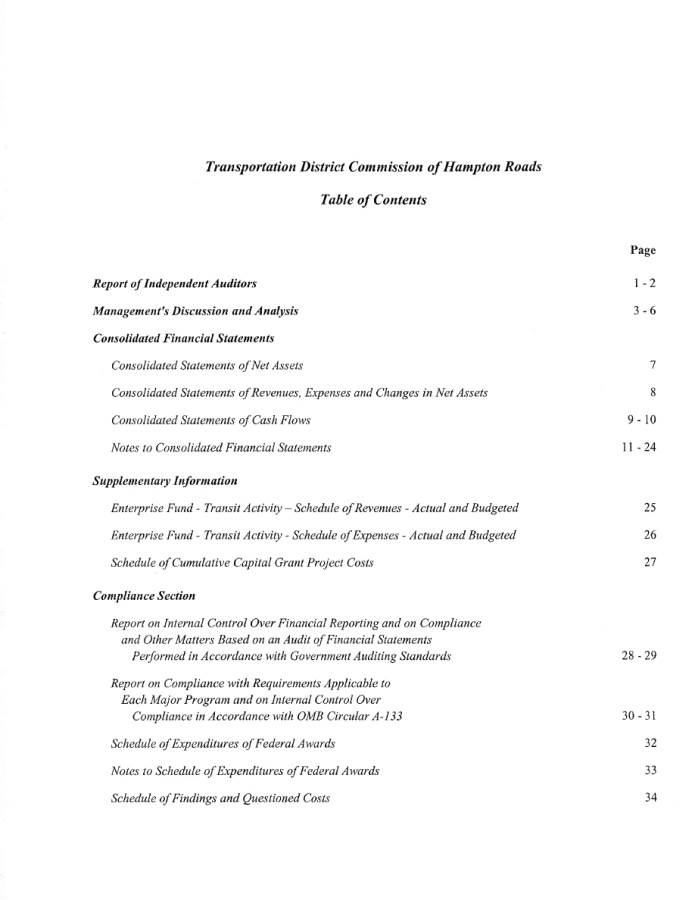 Transportation District Commission of Hampton Roads
Table of Contents
Page
Report of Independent Auditors 1 - 2
Management's Discussion and Analysis 3 - 6
Consolidated Financial Statements
Consolidated Statements of Net Assets 7
Consolidated Statements of Revenues, Expenses and Changes in Net Assets 8
Consolidated Statements of Cash Flows 9 - 10
Notes to Consolidated Financial Statements 11 - 24
Supplementary Information
Enterprise Fund - Transit Activity – Schedule of Revenues - Actual and Budgeted 25
Enterprise Fund - Transit Activity - Schedule of Expenses - Actual and Budgeted 26
Schedule of Cumulative Capital Grant Project Costs 27
Compliance Section
Report on Internal Control Over Financial Reporting and on Compliance
and Other Matters Based on an Audit of Financial Statements
Performed in Accordance with Government Auditing Standards 28 - 29
Report on Compliance with Requirements Applicable to
Each Major Program and on Internal Control Over
Compliance in Accordance with OMB Circular A-133 30 - 31
Schedule of Expenditures of Federal Awards 32
Notes to Schedule of Expenditures of Federal Awards 33
Schedule of Findings and Questioned Costs 34